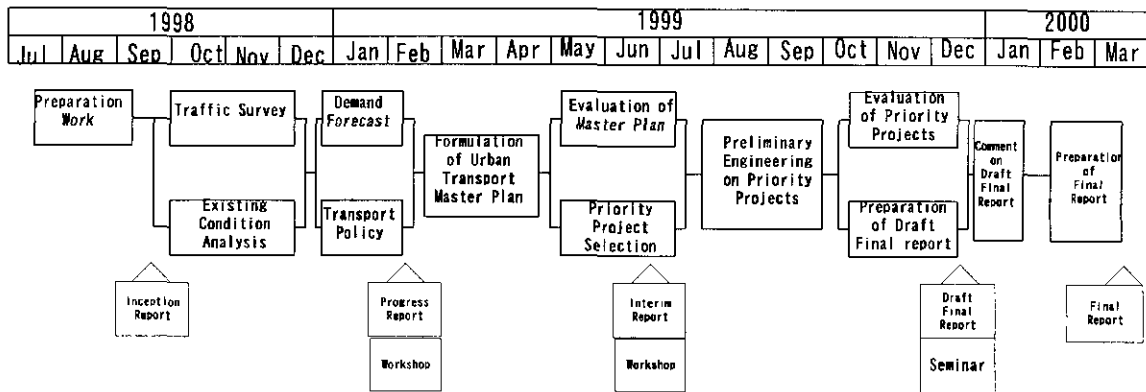 1998 1999 2000
Jul Aug Sep Oct Nov Dec Jan Feb Mar Apr May Jun Jul Aug Sep Oct Nov Dec Jan Feb Mar
Preparation
Work
Traffic Survey
Existing
Condition
Analysis
Demand
Forecast
Transport
Policy
Formulation
of Urban
Transport
Master Plan
Evaluation of
Master Plan
Priority
Project
Selection
Preliminary
Engineering
on Priority
Projects
Evaluation
of Priority
Projects
Preparation
of Draft
Final report
Comment
on
Draft
Final
Report
Preparation
of
Final
Report
Inception
Report
Progress
Report
Workshop
Interim
Report
Workshop
Draft
Final
Report
Seminar
Final
Report